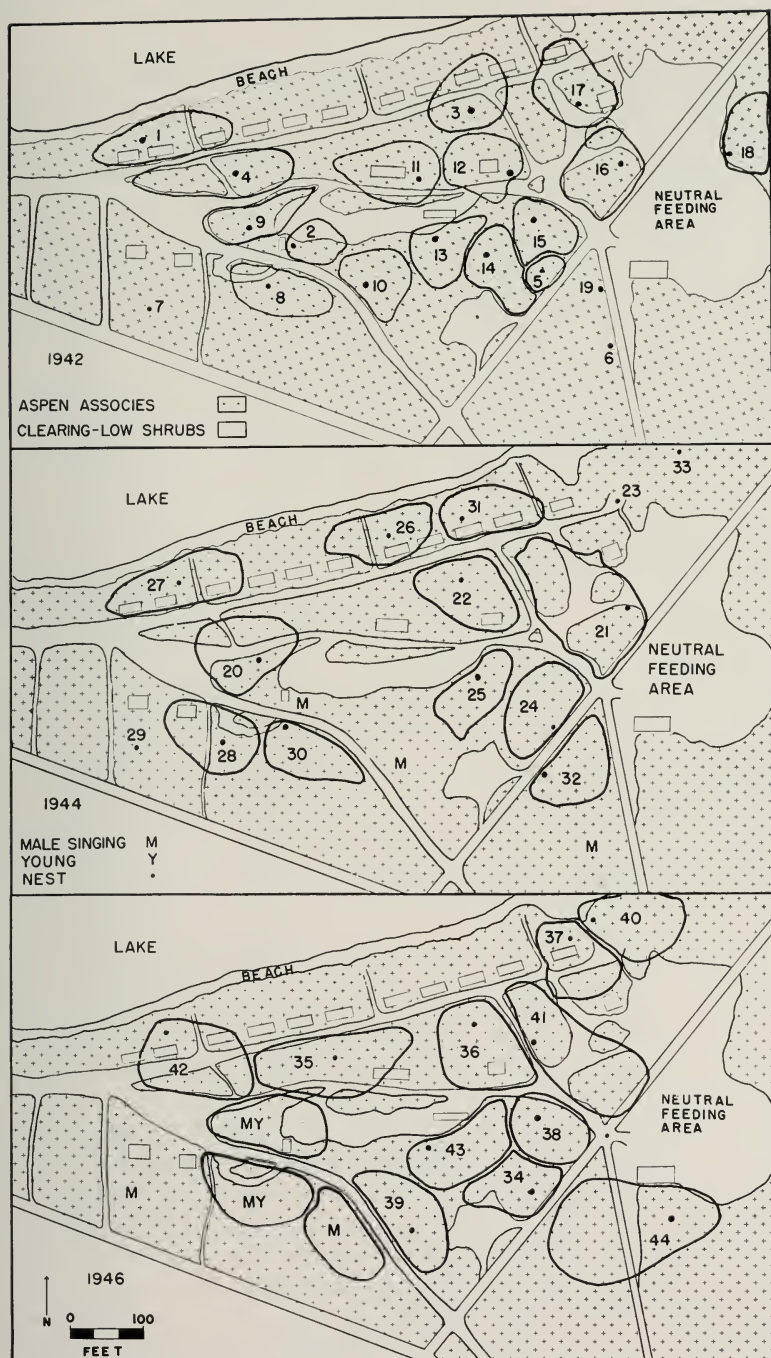 LAKE
BEACH
17
3
1
18
12
11
16
4
NEUTRAL
FEEDING
AREA
9
2
15
13
14
5
10
8
19
7
6
1942
ASPEN ASSOCIES
CLEARING-LOW SHRUBS
33
LAKE
23
BEACH
31
26
27
22
21
NEUTRAL
FEEDING
AREA
20
M
25
24
29
28
30
M
32
1944
MALE SINGING M
YOUNG Y
NEST
M
40
37
LAKE
BEACH
41
36
35
42
NEUTRAL
FEEDING
AREA
MY
38
43
34
M
MY
39
M
44
1946
N
0 100
FEET